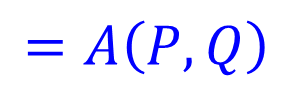 = A(P, Q)